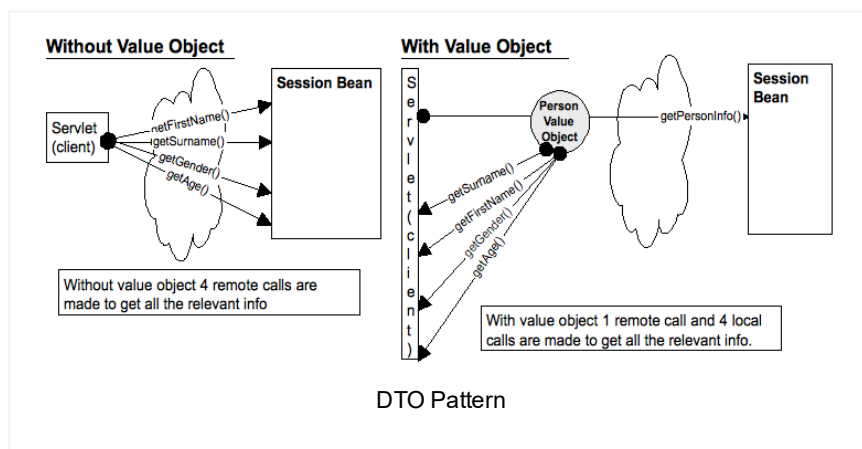 Without Value Object
Session Bean
Servlet
(client)
getFirstName()
getSurname()
getGender()
getAge()
Without value object 4 remote calls are
made to get all the relevant info
With Value Object
Servlet(client)
Person
Value
Object
getPersonInfo()
Session
Bean
getSurname()
getFirstName()
getGender()
getAge()
With value object 1 remote call and 4 local
calls are made to get all the relevant info.
DTO Pattern